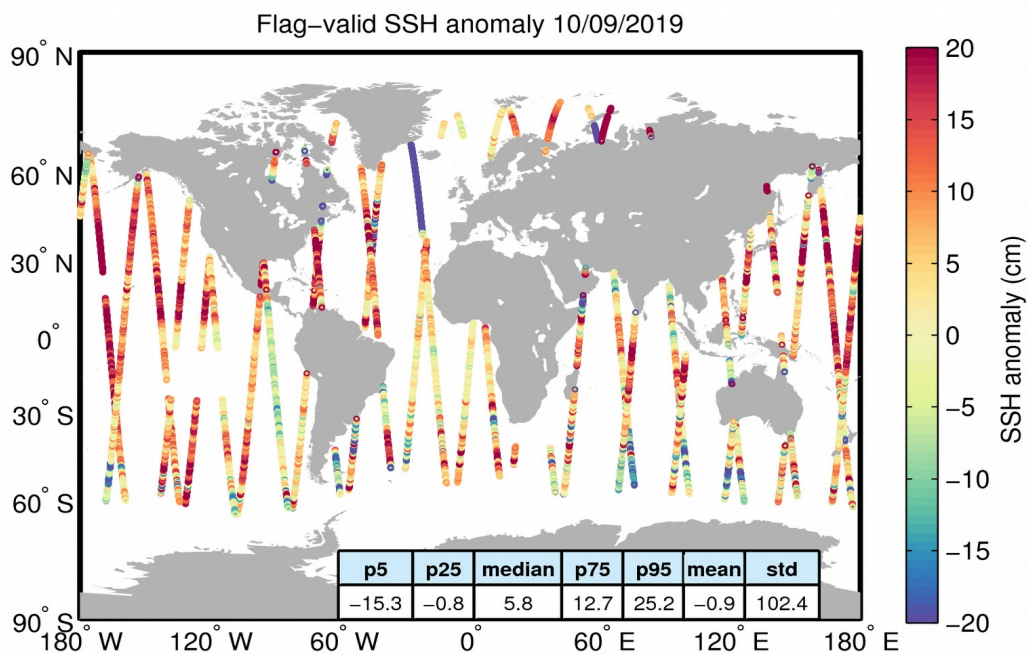 Flag−valid SSH anomaly 10/09/2019
90° N
60° N
30° N
0°
30° S
60° S
90° S
180° W
120° W
60° W
0°
60° E
120° E
180° E
p5 p25 median p75 p95 mean std
−15.3 −0.8 5.8 12.7 25.2 −0.9 102.4
20
15
10
5
0
−5
−10
−15
−20
SSH anomaly (cm)